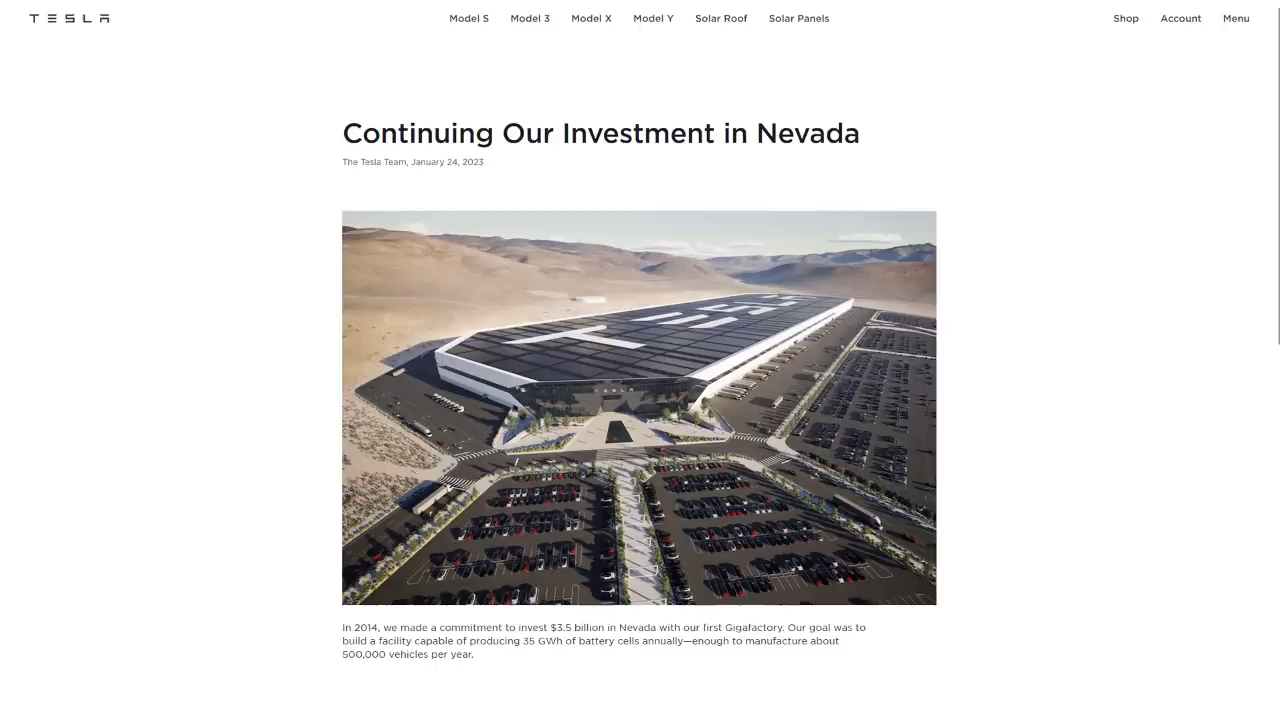 TESLA
Model S
Model 3
Model X
Model Y
Solar Roof
Solar Panels
Shop
Account
Menu
Continuing Our Investment in Nevada
The Tesla Team, January 24, 2023
TESLA
TESLA
In 2014, we made a commitment to invest $3.5 billion in Nevada with our first Gigafactory. Our goal was to
build a facility capable of producing 35 GWh of battery cells annually—enough to manufacture about
500,000 vehicles per year.